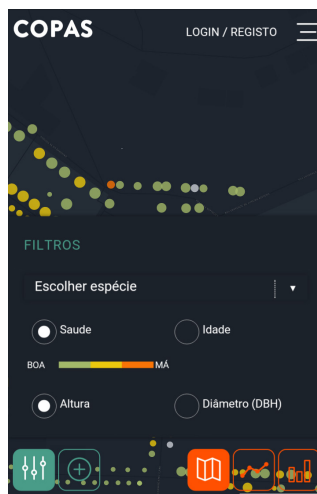 COPAS
LOGIN / REGISTO
FILTROS
Escolher espécie
Saude Idade
BOA MÁ
Altura Diâmetro (DBH)